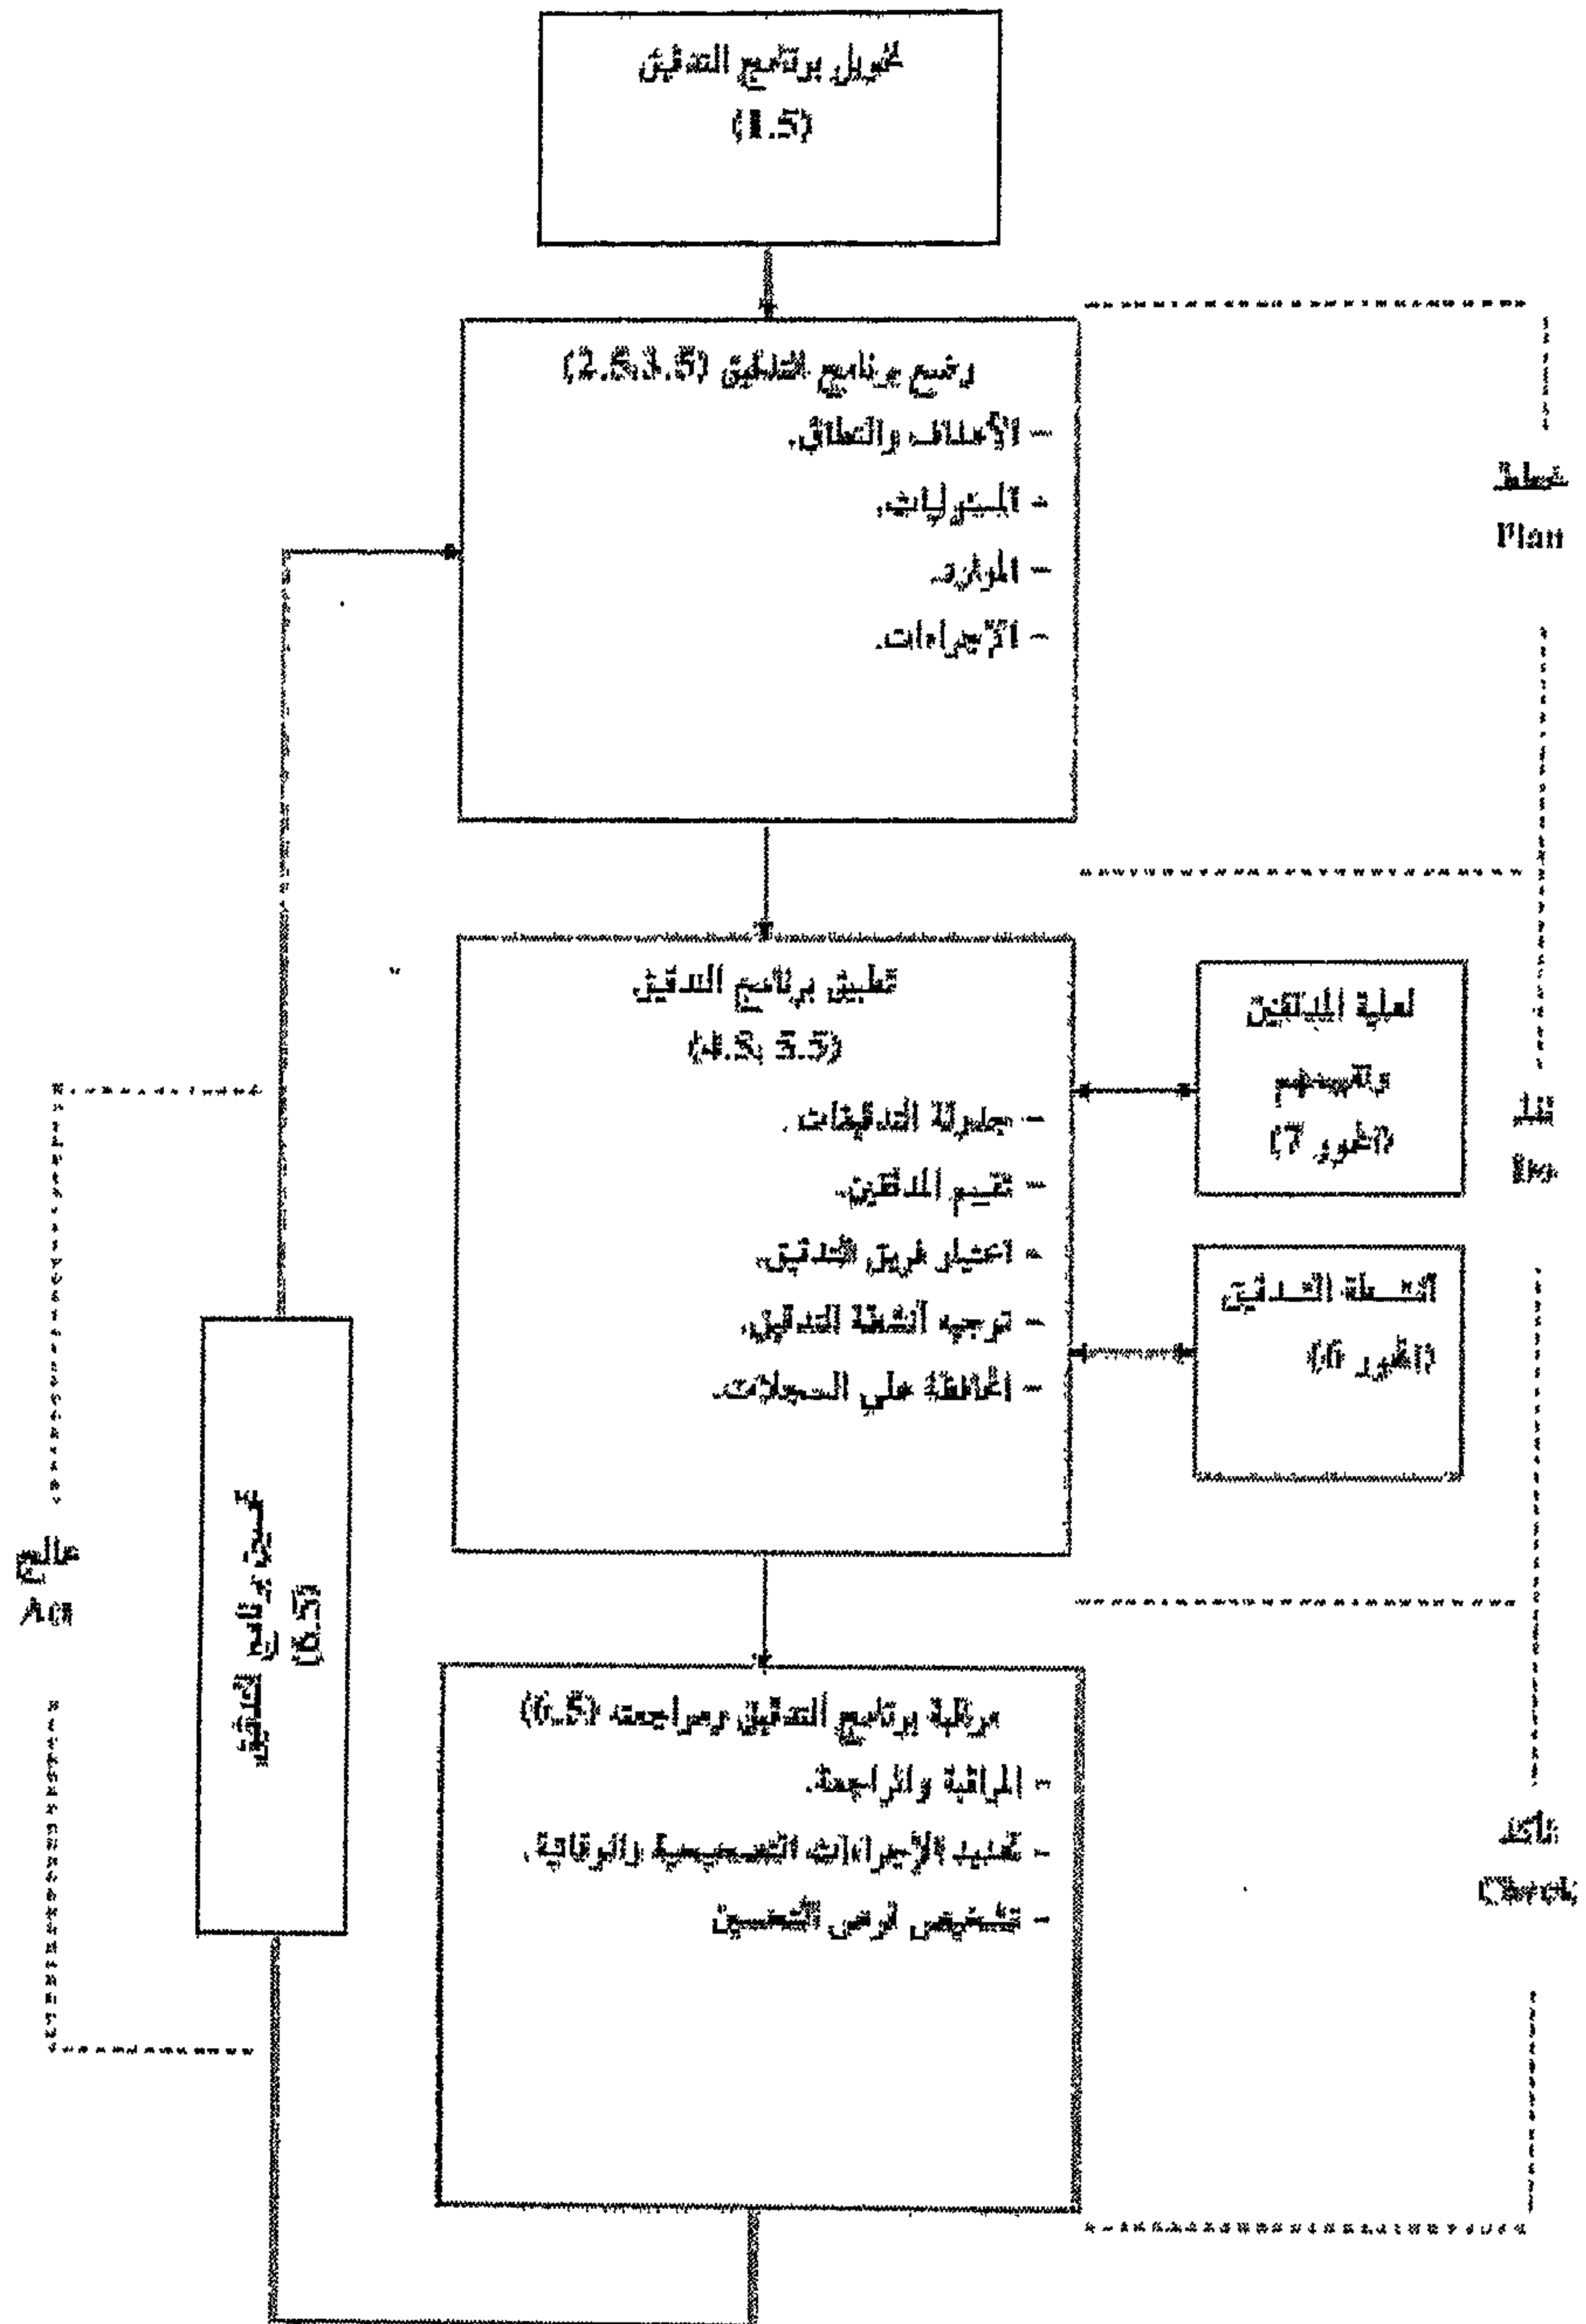 تخويل برنامج التدقيق
(1.5)
وضع برنامج التدقيق (2.5،3.5)
- الأهداف والنطاق.
- المسؤوليات.
- الموارد.
- الإجراءات.
خطط
Plan
تطبيق برنامج التدقيق
(4.5, 5.5)
- جدولة التدقيقات .
- تقييم المدققين.
- اختيار فريق التدقيق.
- توجيه أنشطة التدقيق.
- المحافظة على السجلات.
المدققين
وتقييمهم
(المحور 7)
أنشطة التدقيق
(المحور 6)
نفذ
Do
مراقبة برنامج التدقيق ومراجعته (6.5)
- المراقبة والمراجعة.
- تحديد الإجراءات التصحيحية والوقائية.
- تشخيص فرص التحسين
تأكد
Check
تحسين برنامج التدقيق
(6.5)
عالج
Act